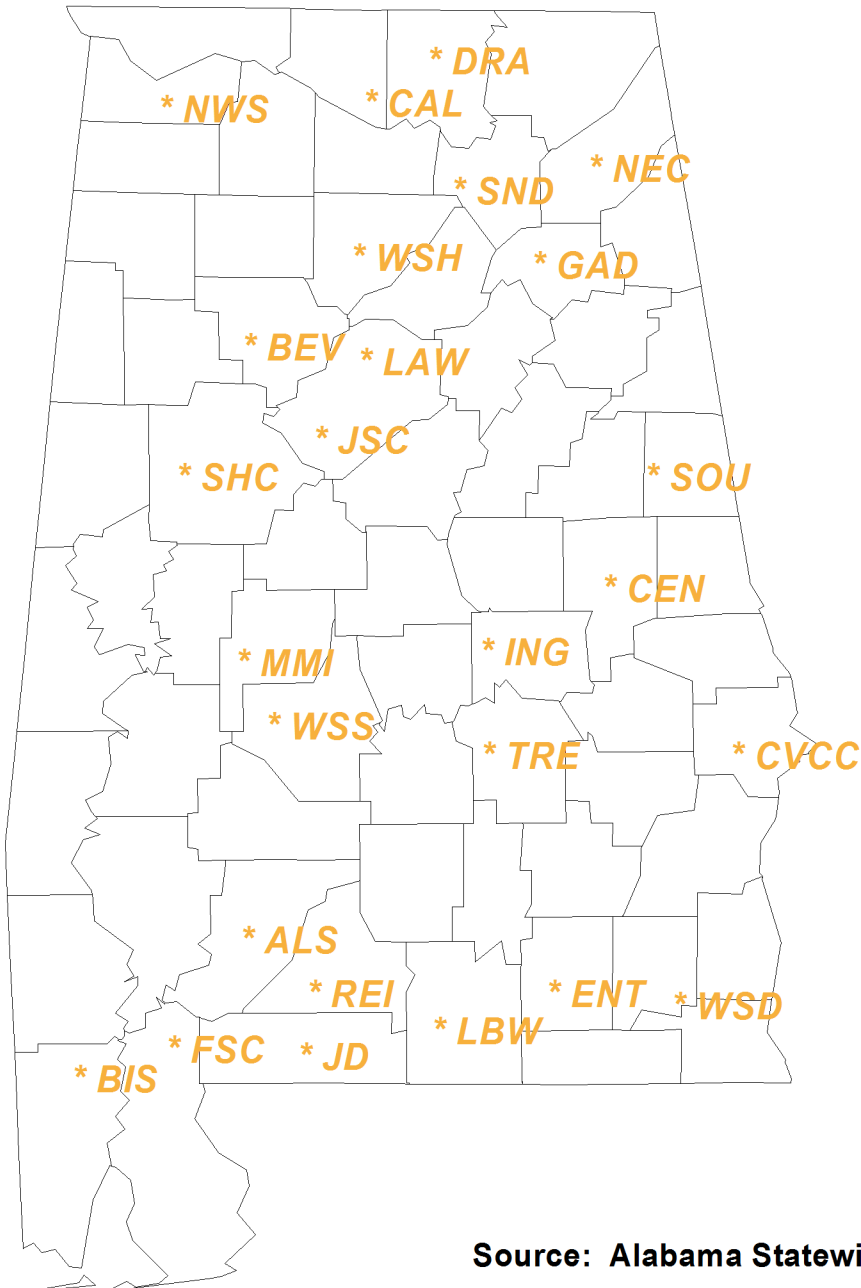 * DRA
* NWS
* CAL
* NEC
* SND
* WSH
* GAD
* BEV
* LAW
* JSC
* SHC
* SOU
* CEN
* ING
* MMI
* WSS
* TRE
* CVCC
* ALS
* REI
* ENT
* WSD
* LBW
* FSC
* JD
* BIS
Source: Alabama Statewi